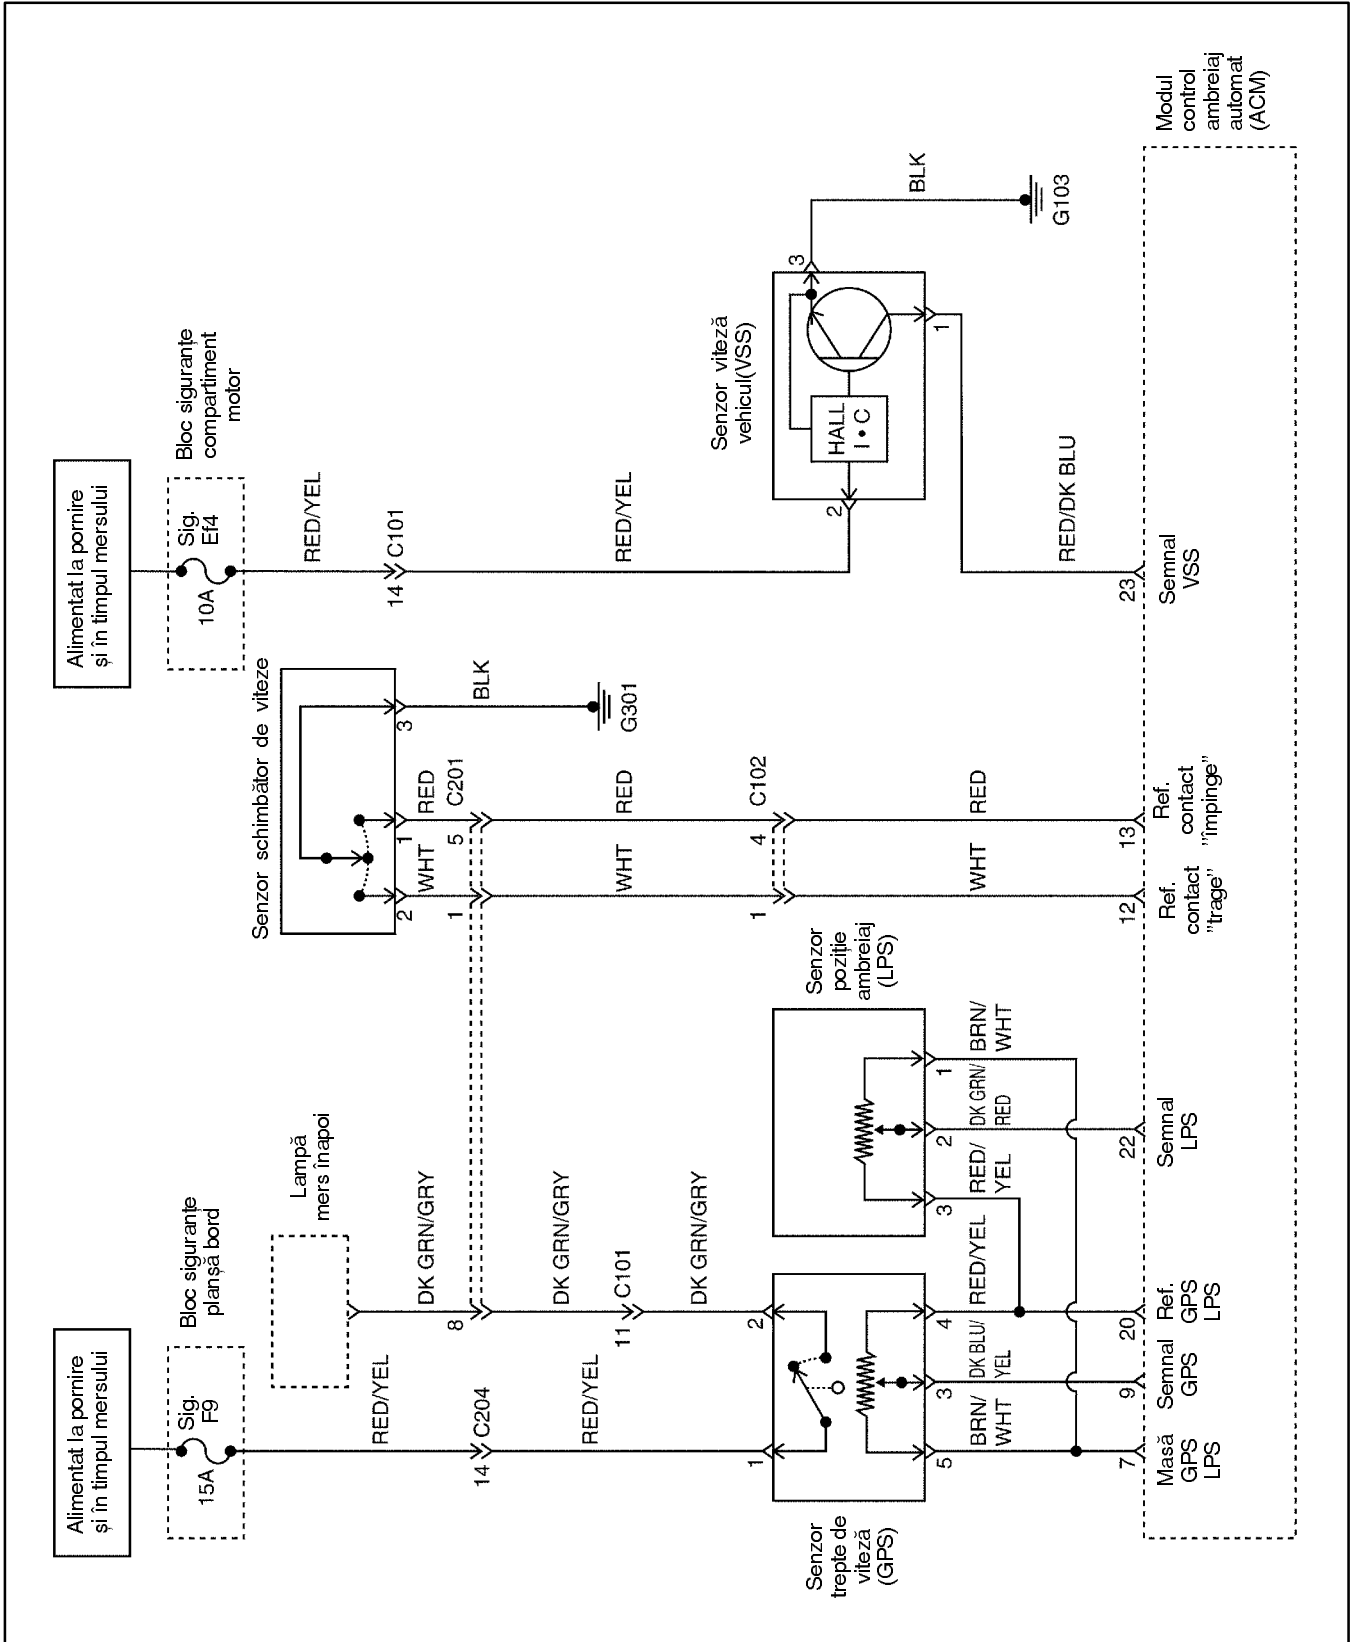 Alimentat la pornire
și în timpul mersului
Bloc siguranțe
planșă bord
Sig.
F9
15A
RED/YEL
14
C204
RED/YEL
1
Lampă
mers înapoi
DK GRN/GRY
8
DK GRN/GRY
11
C101
DK GRN/GRY
2
Senzor
trepte de
viteză
(GPS)
5
BRN/
WHT
3
DK BLU/
YEL
4
RED/YEL
Senzor
poziție
ambreiaj
(LPS)
3
RED/
YEL
2
DK GRN/
RED
1
BRN/
WHT
Senzor schimbător de viteze
2
WHT
1
RED
3
BLK
G301
1
5
C201
WHT
RED
1
4
C102
WHT
RED
Alimentat la pornire
și în timpul mersului
Bloc siguranțe
compartiment
motor
Sig.
Ef4
10A
RED/YEL
14
C101
RED/YEL
Senzor viteză
vehicul(VSS)
2
HALL
I • C
3
BLK
G103
1
RED/DK BLU
7
Masă
GPS
LPS
9
Semnal
GPS
20
Ref.
GPS
LPS
22
Semnal
LPS
12
Ref.
contact
"trage"
13
Ref.
contact
"împinge"
23
Semnal
VSS
Modul
control
ambreiaj
automat
(ACM)